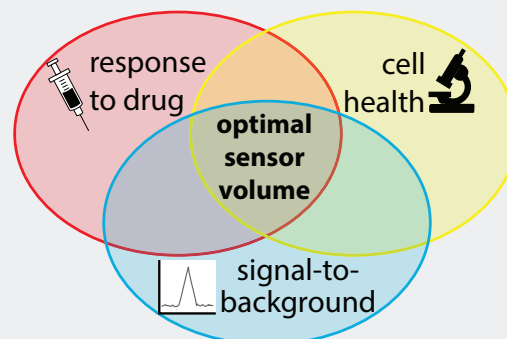 response
to drug
cell
health
optimal
sensor
volume
signal-to-
background